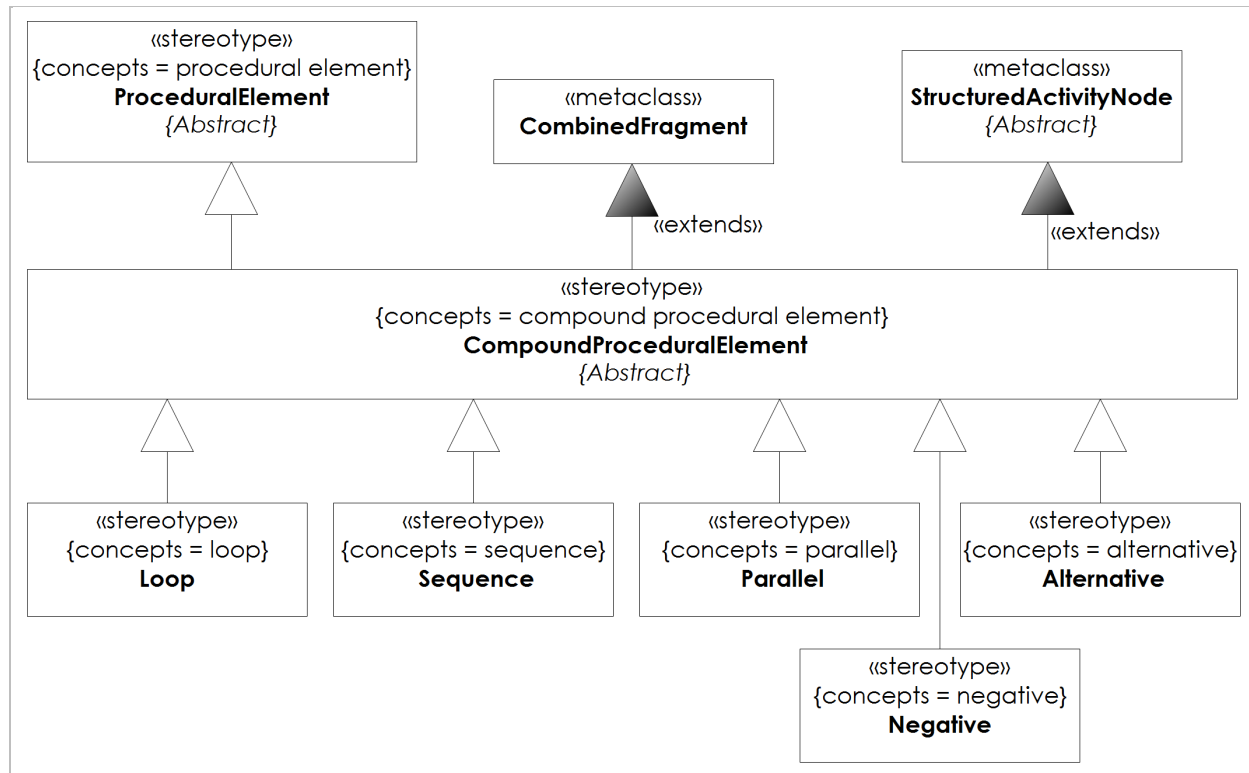 «stereotype»
{concepts = procedural element}
ProceduralElement
{Abstract}
«metaclass»
CombinedFragment
«metaclass»
StructuredActivityNode
{Abstract}
«extends»
«extends»
«stereotype»
{concepts = compound procedural element}
CompoundProceduralElement
{Abstract}
«stereotype»
{concepts = loop}
Loop
«stereotype»
{concepts = sequence}
Sequence
«stereotype»
{concepts = parallel}
Parallel
«stereotype»
{concepts = alternative}
Alternative
«stereotype»
{concepts = negative}
Negative